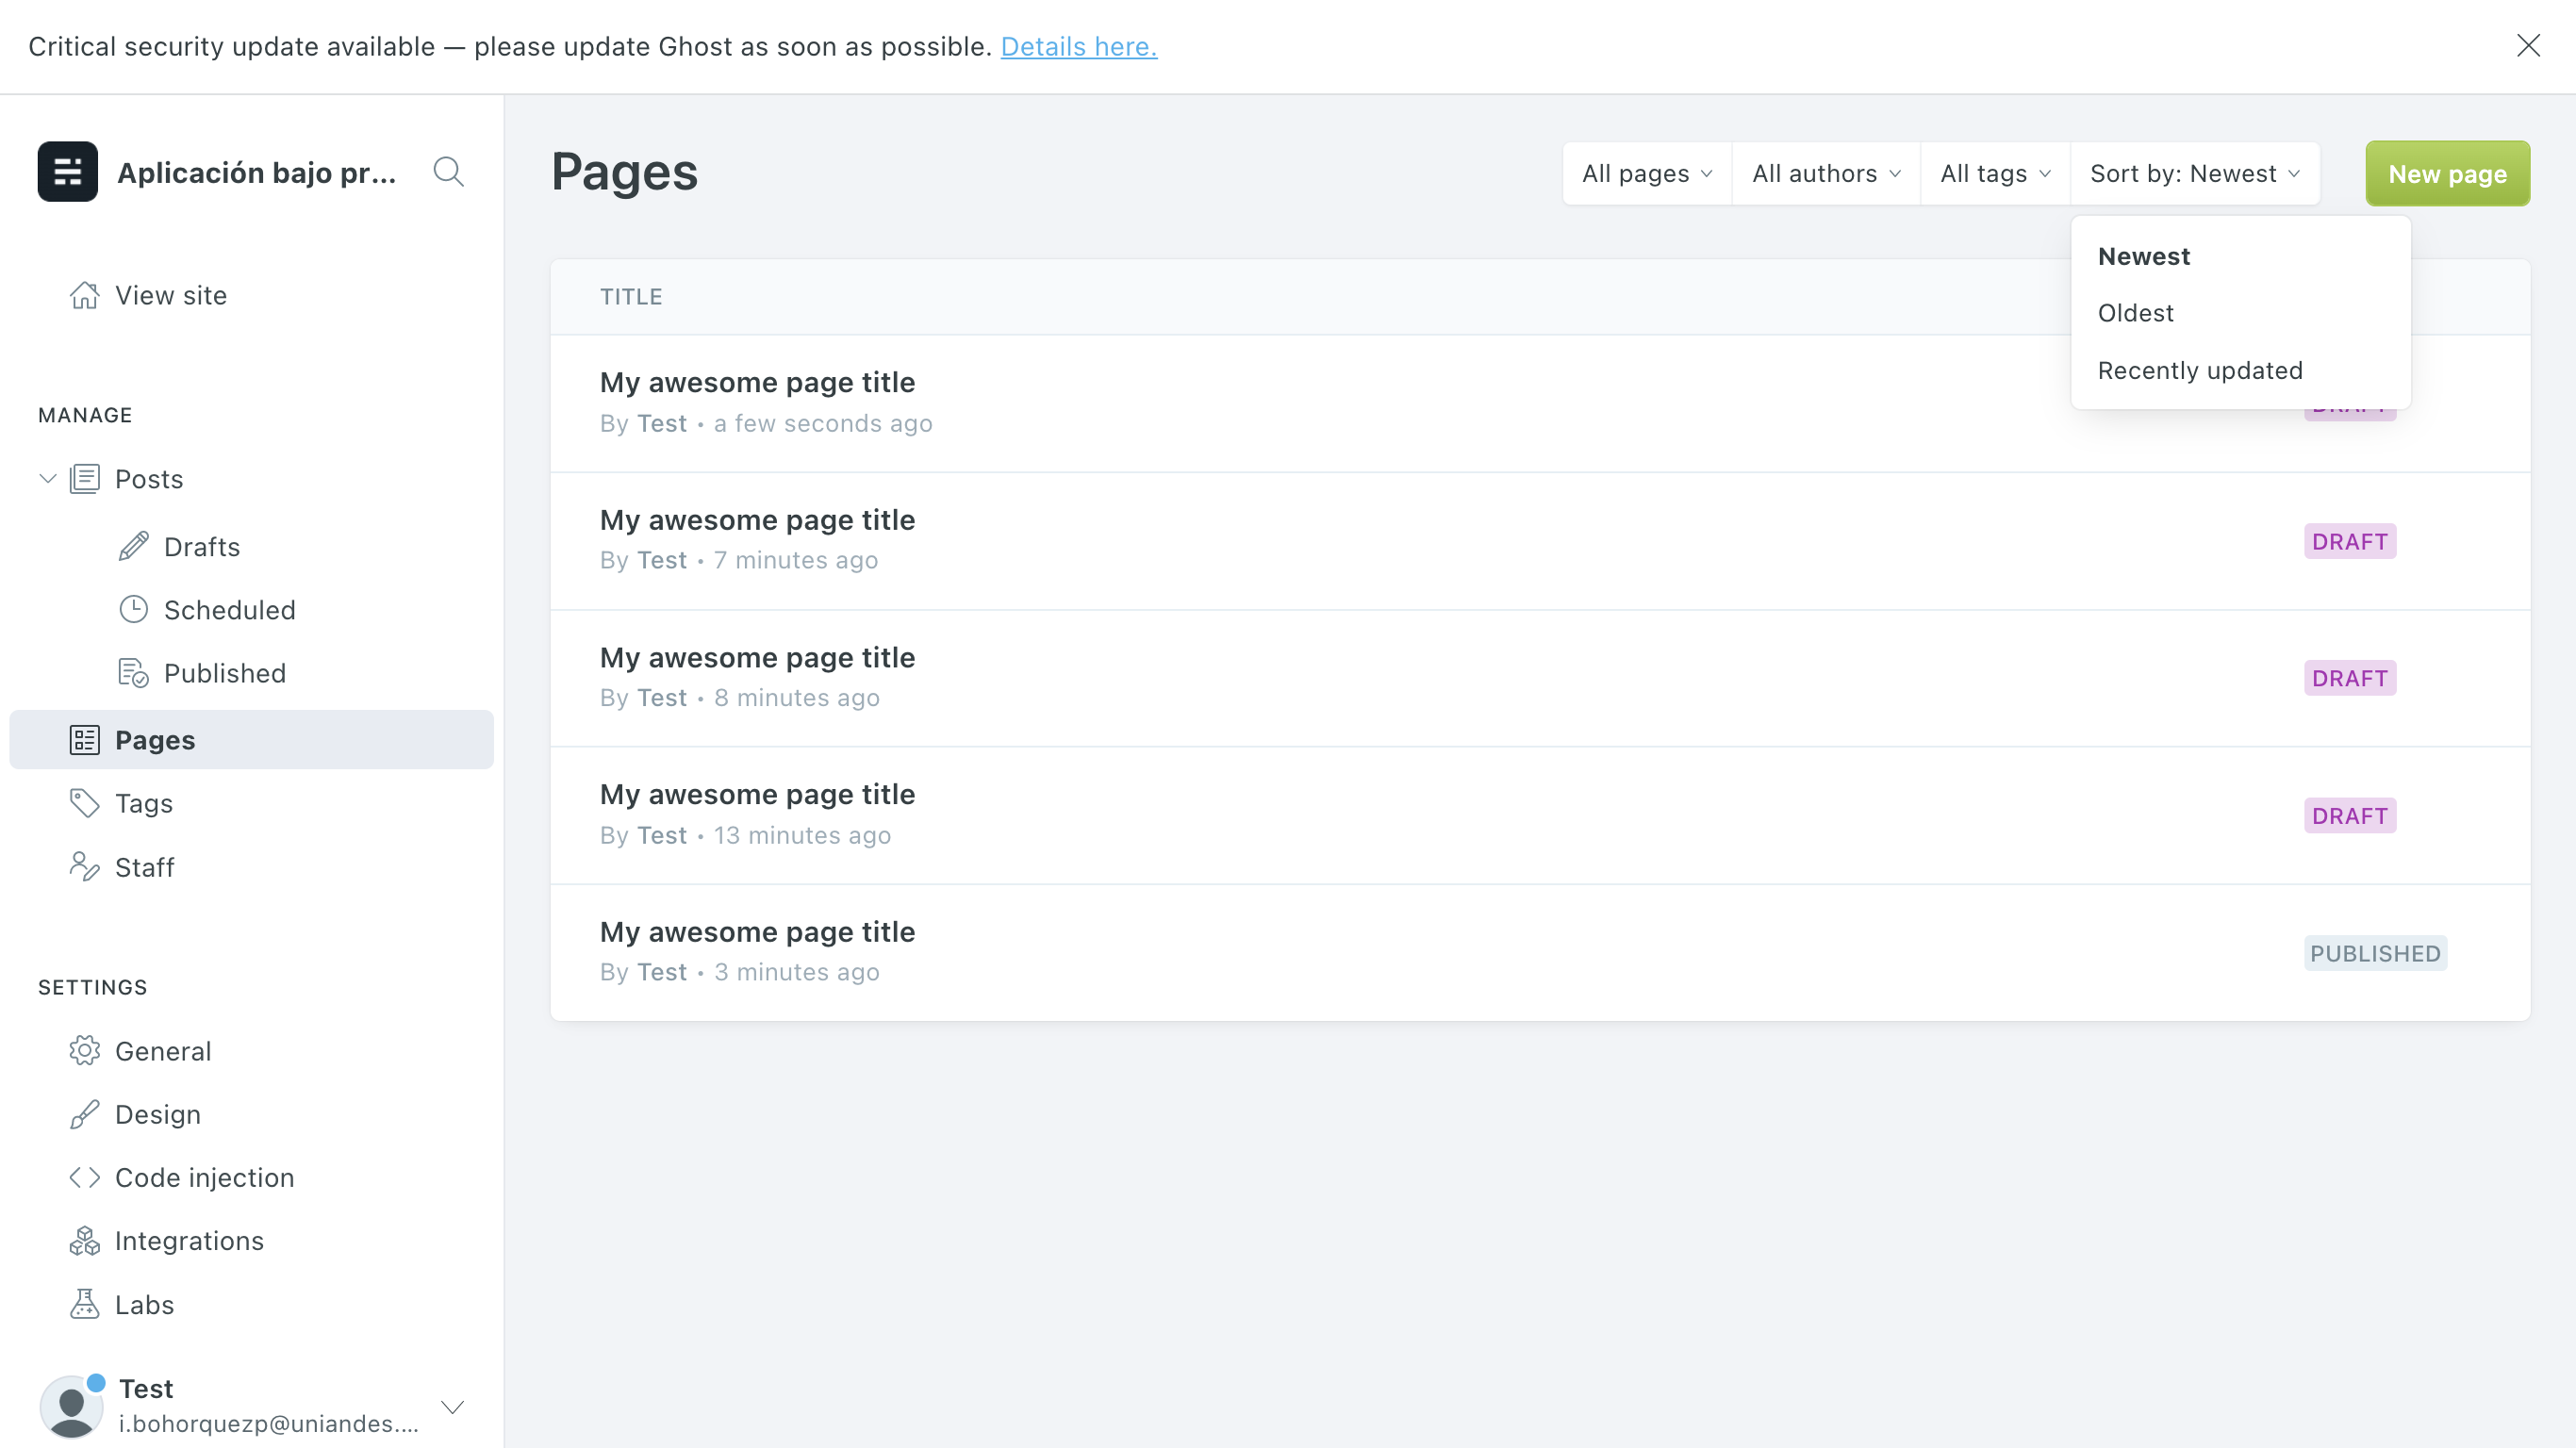 Critical security update available — please update Ghost as soon as possible. Details here.
Aplicación bajo pr...
View site
MANAGE
Posts
Drafts
Scheduled
Published
Pages
Tags
Staff
SETTINGS
General
Design
Code injection
Integrations
Labs
Test
i.bohorquezp@uniandes....
Pages
All pages
All authors
All tags
Sort by: Newest
New page
Newest
Oldest
Recently updated
TITLE
My awesome page title
By Test • a few seconds ago
DRAFT
My awesome page title
By Test • 7 minutes ago
DRAFT
My awesome page title
By Test • 8 minutes ago
DRAFT
My awesome page title
By Test • 13 minutes ago
DRAFT
My awesome page title
By Test • 3 minutes ago
PUBLISHED